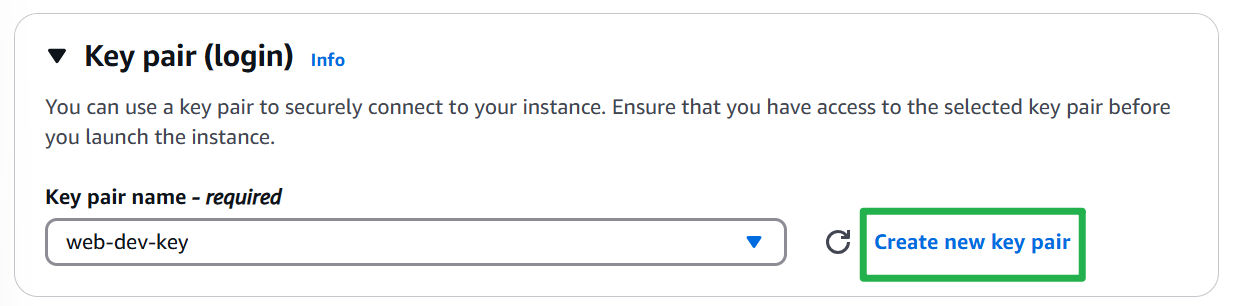 Key pair (login) Info
You can use a key pair to securely connect to your instance. Ensure that you have access to the selected key pair before
you launch the instance.
Key pair name - required
web-dev-key
Create new key pair